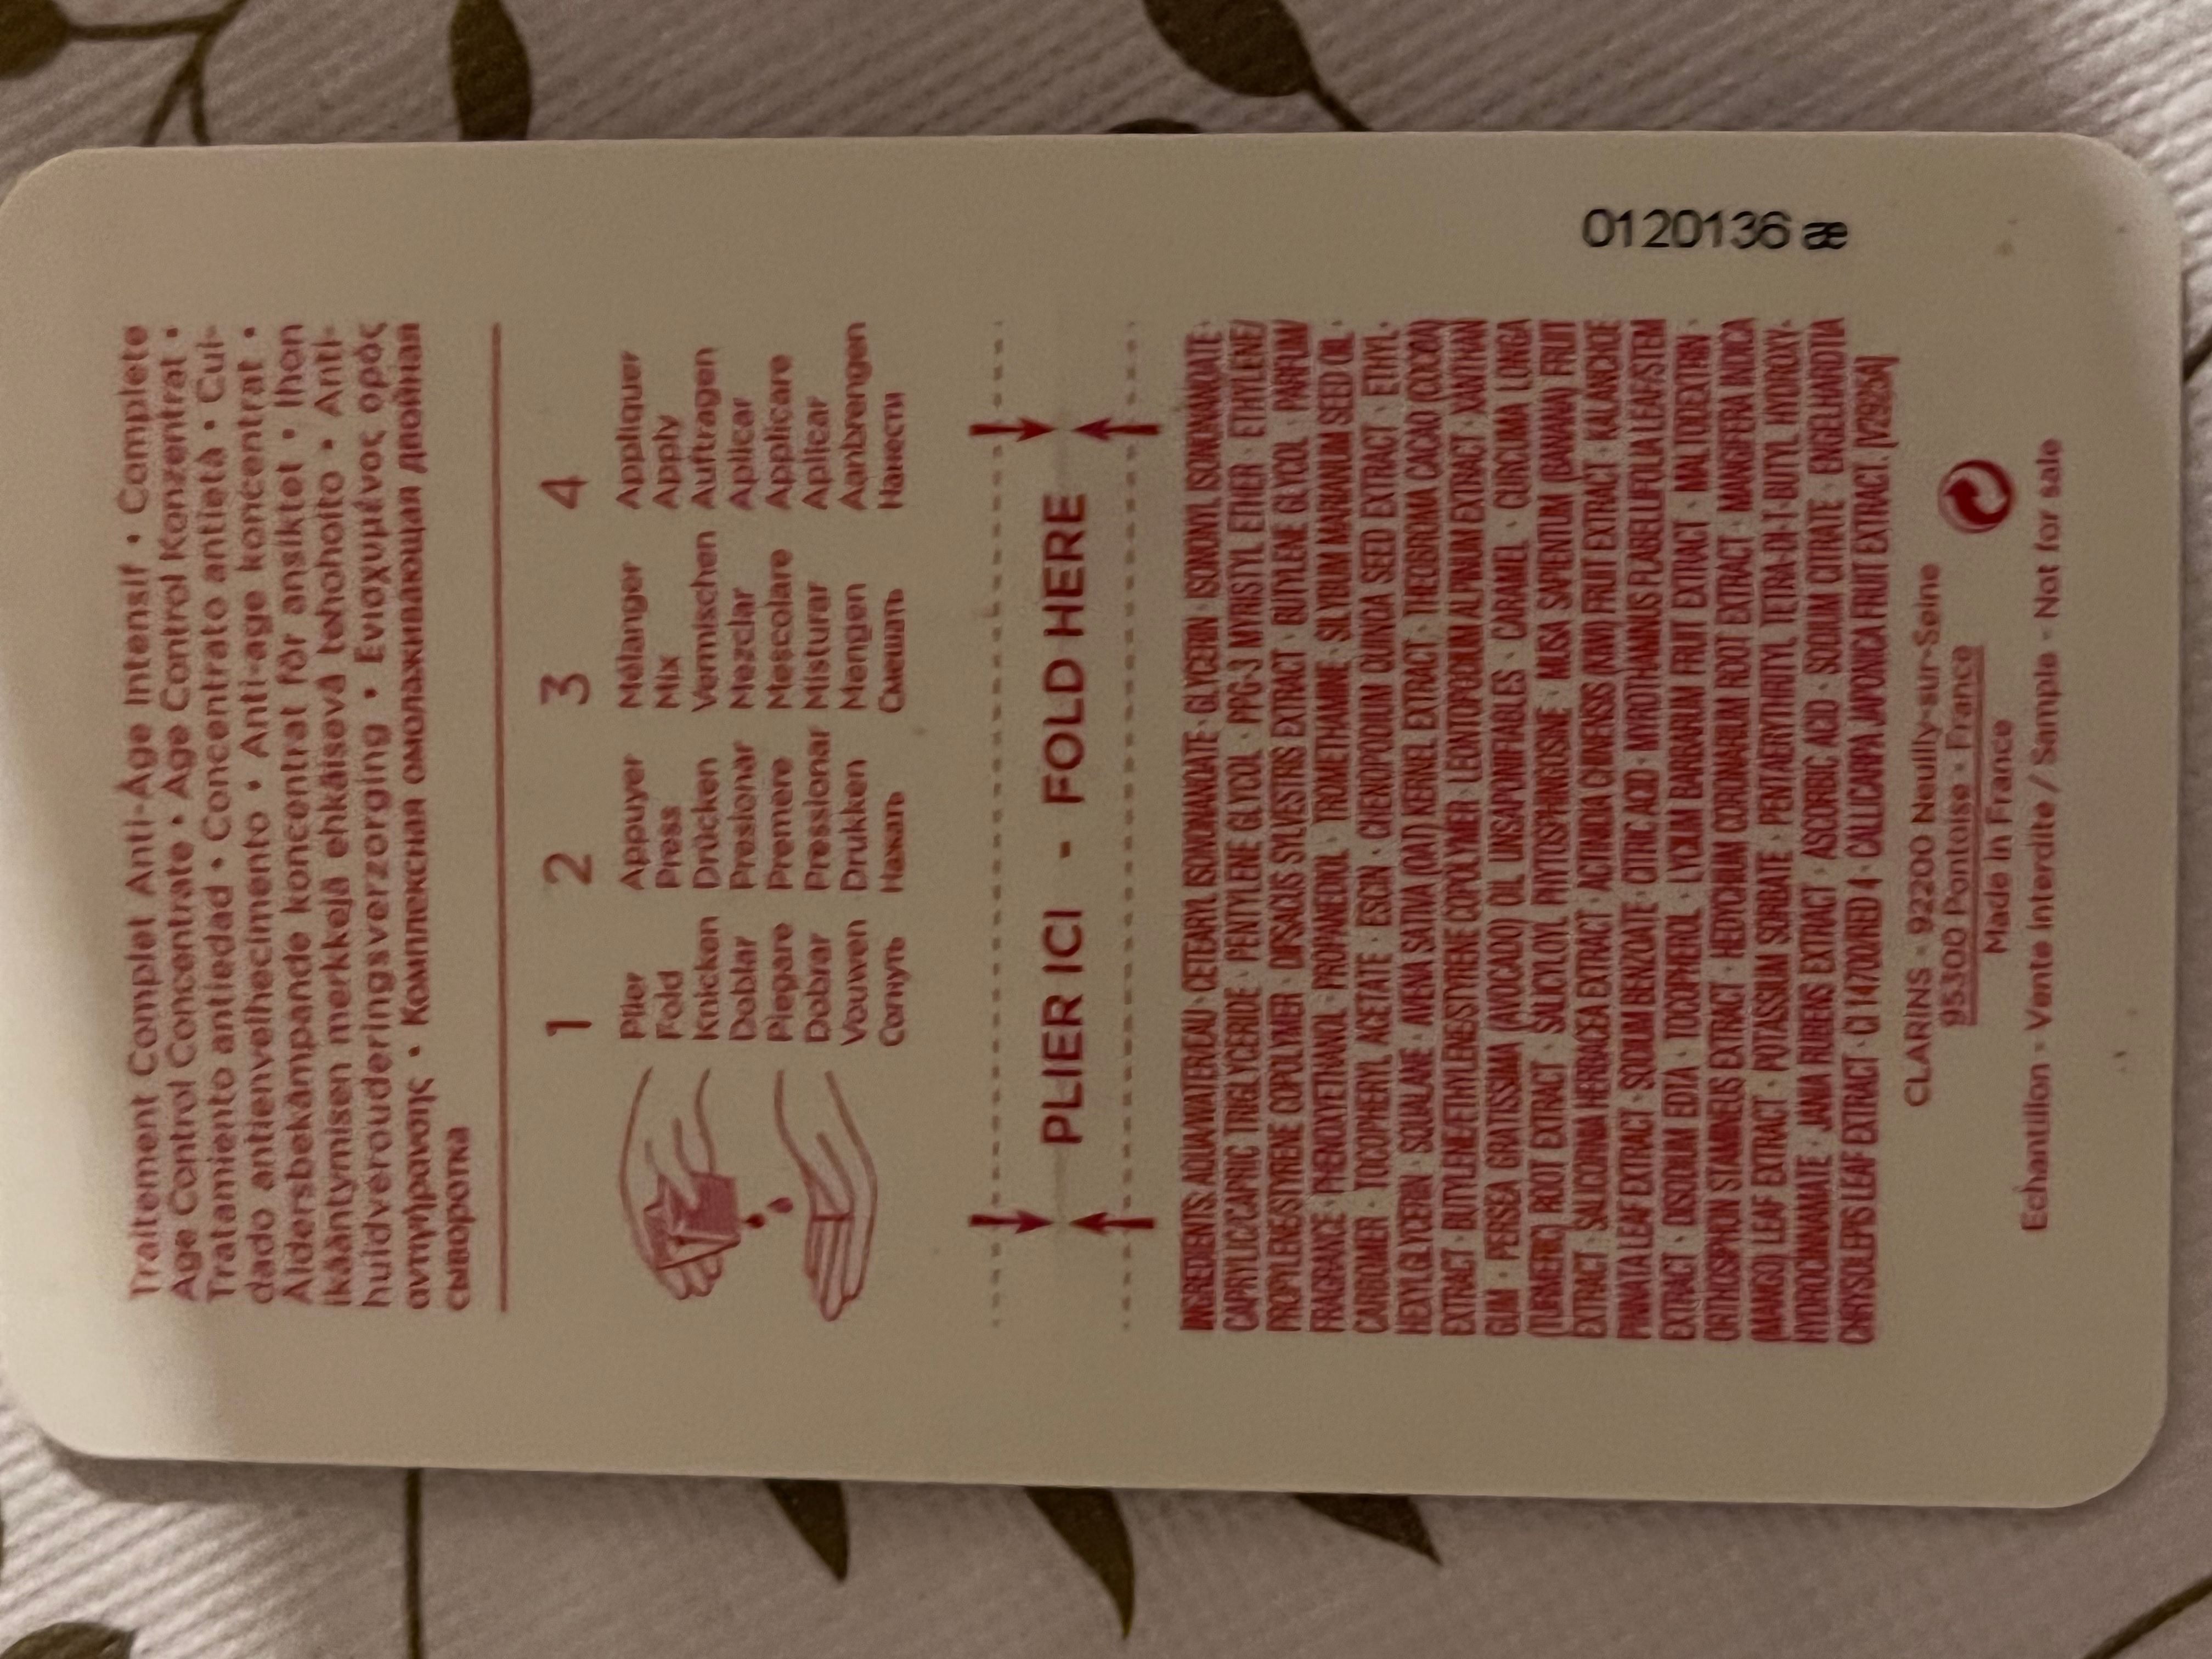 Traitement Complet Anti-Âge Intensif • Complete
Age Control Concentrate • Age Control Konzentrat •
Tratamiento antiedad • Concentrato antietà • Cui-
dado antienvelhecimento • Anti-age koncentrat •
Åldersbekämpande koncentrat för ansiktet • Ihon
ikääntymisen merkkejä ehkäisevä tehohoito • Anti-
huidverouderingsverzorging • Ενισχυμένος ορός
αντιγήρανσης • Комплексная омолаживающая двойная
сыворотка
1 2 3 4
Plier Appuyer Mélanger Appliquer
Fold Press Mix Apply
Knicken Drücken Vermischen Auftragen
Doblar Presionar Mezclar Aplicar
Piegare Premere Mescolare Applicare
Dobrar Pressionar Misturar Aplicar
Vouwen Drukken Mengen Aanbrengen
Согнуть Нажать Смешать Нанести
PLIER ICI - FOLD HERE
INGREDIENTS: AQUA/WATER/EAU · CETEARYL ISONONANOATE · GLYCERIN · ISONONYL ISONONANOATE ·
CAPRYLIC/CAPRIC TRIGLYCERIDE · PENTYLENE GLYCOL · PPG-3 MYRISTYL ETHER · ETHYLENE/
PROPYLENE/STYRENE COPOLYMER · DIPSACUS SYLVESTRIS EXTRACT · BUTYLENE GLYCOL · PARFUM/
FRAGRANCE · PHENOXYETHANOL · PROPANEDIOL · TROMETHAMINE · SILYBUM MARIANUM SEED OIL ·
CARBOMER · TOCOPHERYL ACETATE · ESCIN · CHENOPODIUM QUINOA SEED EXTRACT · ETHYL-
HEXYLGLYCERIN · SQUALANE · AVENA SATIVA (OAT) KERNEL EXTRACT · THEOBROMA CACAO (COCOA)
EXTRACT · BUTYLENE/ETHYLENE/STYRENE COPOLYMER · LEONTOPODIUM ALPINUM EXTRACT · XANTHAN
GUM · PERSEA GRATISSIMA (AVOCADO) OIL UNSAPONIFIABLES · CARAMEL · CURCUMA LONGA
(TURMERIC) ROOT EXTRACT · SALICYLOYL PHYTOSPHINGOSINE · MUSA SAPIENTUM (BANANA) FRUIT
EXTRACT · SALICORNIA HERBACEA EXTRACT · ACTINIDIA CHINENSIS (KIWI) FRUIT EXTRACT · KALANCHOE
PINNATA LEAF EXTRACT · SODIUM BENZOATE · CITRIC ACID · MYROTHAMNUS FLABELLIFOLIA LEAF/STEM
EXTRACT · DISODIUM EDTA · TOCOPHEROL · LYCIUM BARBARUM FRUIT EXTRACT · MALTODEXTRIN ·
ORTHOSIPHON STAMINEUS EXTRACT · HEDYCHIUM CORONARIUM ROOT EXTRACT · MANGIFERA INDICA
(MANGO) LEAF EXTRACT · POTASSIUM SORBATE · PENTAERYTHRITYL TETRA-DI-T-BUTYL HYDROXY-
HYDROCINNAMATE · JANIA RUBENS EXTRACT · ASCORBIC ACID · SODIUM CITRATE · ENGELHARDTIA
CHRYSOLEPIS LEAF EXTRACT · CI 14700/RED 4 · CALLICARPA JAPONICA FRUIT EXTRACT. [V2925A]
CLARINS - 92200 Neuilly-sur-Seine
95300 Pontoise • France
Made in France
Echantillon - Vente interdite / Sample - Not for sale
0120136 æ